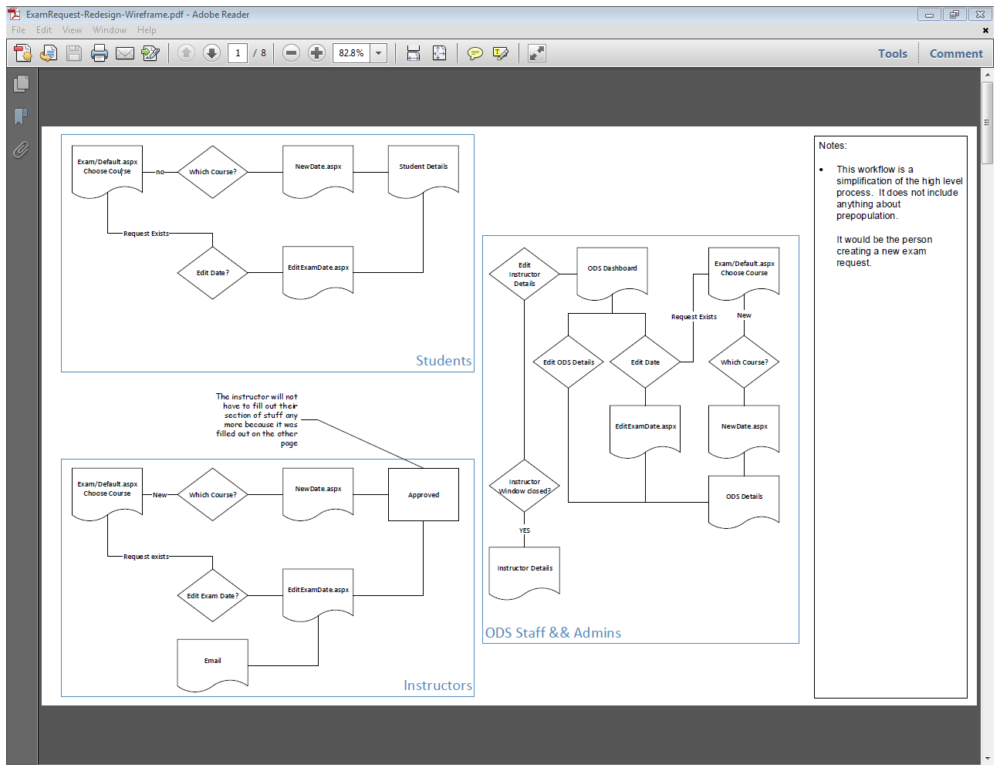 ExamRequest-Redesign-Wireframe.pdf - Adobe Reader
File Edit View Window Help
1 / 8 82.8% Tools Comment
Exam/Default.aspx
Choose Course
no
Which Course?
NewDate.aspx
Student Details
Request Exists
Edit Date?
EditExamDate.aspx
Students
The instructor will not
have to fill out their
section of stuff any
more because it was
filled out on the other
page
Exam/Default.aspx
Choose Course
New
Which Course?
NewDate.aspx
Approved
Request exists
Edit Exam Date?
EditExamDate.aspx
Email
Instructors
Edit
Instructor
Details
ODS Dashboard
Exam/Default.aspx
Choose Course
Request Exists
New
Edit ODS Details
Edit Date
Which Course?
EditExamDate.aspx
NewDate.aspx
Instructor
Window closed?
ODS Details
YES
Instructor Details
ODS Staff && Admins
Notes:
• This workflow is a
simplification of the high level
process. It does not include
anything about
prepopulation.
It would be the person
creating a new exam
request.